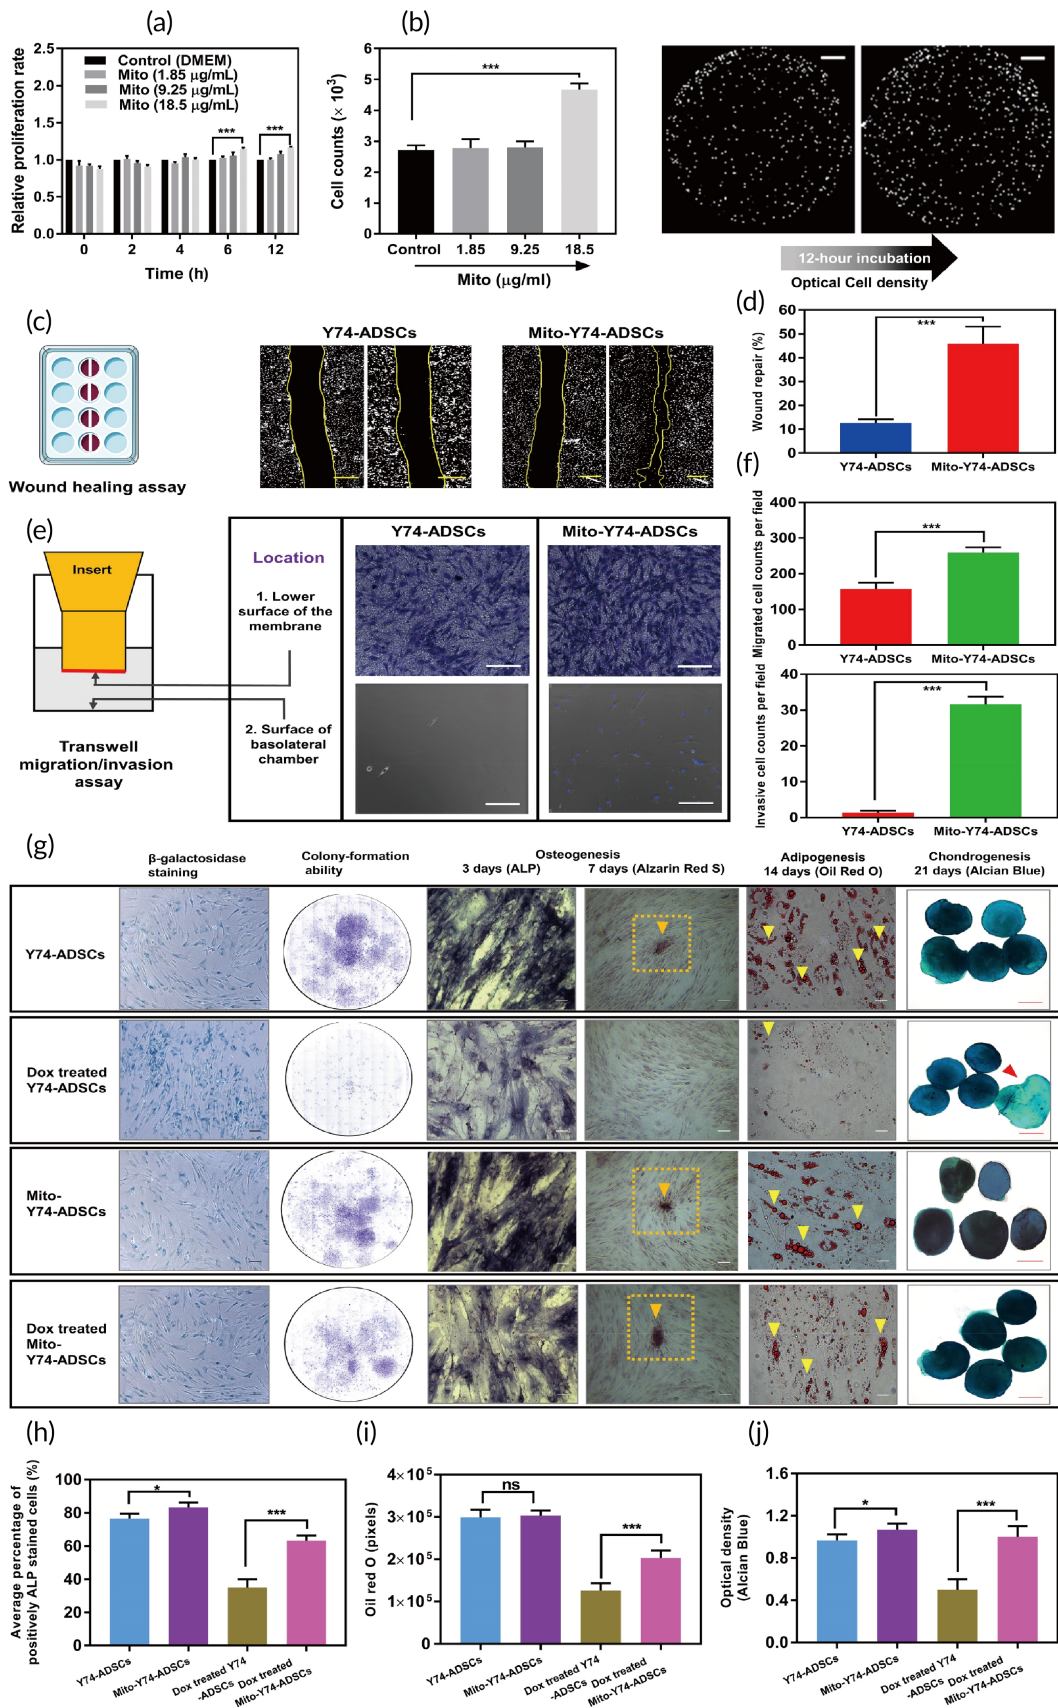 (a)
Relative proliferation rate
2.5
2.0
1.5
1.0
0.5
0.0
Control (DMEM)
Mito (1.85 μg/mL)
Mito (9.25 μg/mL)
Mito (18.5 μg/mL)
***
***
0 2 4 6 12
Time (h)
(b)
Cell counts (× 10³)
6
5
4
3
2
1
0
***
Control 1.85 9.25 18.5
Mito (μg/ml)
12-hour incubation
Optical Cell density
(c)
Wound healing assay
Y74-ADSCs
Mito-Y74-ADSCs
(d)
Wound repair (%)
60
50
40
30
20
10
0
***
Y74-ADSCs Mito-Y74-ADSCs
(e)
Insert
Transwell
migration/invasion
assay
Location
1. Lower
surface of the
membrane
2. Surface of
basolateral
chamber
Y74-ADSCs
Mito-Y74-ADSCs
(f)
Migrated cell counts per field
400
300
200
100
0
***
Y74-ADSCs Mito-Y74-ADSCs
Invasive cell counts per field
40
30
20
10
0
***
Y74-ADSCs Mito-Y74-ADSCs
(g)
β-galactosidase
staining
Colony-formation
ability
Osteogenesis
3 days (ALP)
7 days (Alzarin Red S)
Adipogenesis
14 days (Oil Red O)
Chondrogenesis
21 days (Alcian Blue)
Y74-ADSCs
Dox treated
Y74-ADSCs
Mito-
Y74-ADSCs
Dox treated
Mito-
Y74-ADSCs
(h)
Average percentage of
positively ALP stained cells (%)
100
80
60
40
20
0
*
***
Y74-ADSCs
Mito-Y74-ADSCs
Dox treated Y74
-ADSCs
Dox treated
Mito-Y74-ADSCs
(i)
Oil red O (pixels)
4×10⁵
3×10⁵
2×10⁵
1×10⁵
0
ns
***
Y74-ADSCs
Mito-Y74-ADSCs
Dox treated Y74
-ADSCs
Dox treated
Mito-Y74-ADSCs
(j)
Optical density
(Alcian Blue)
1.6
1.2
0.8
0.4
0.0
*
***
Y74-ADSCs
Mito-Y74-ADSCs
Dox treated Y74
-ADSCs
Dox treated
Mito-Y74-ADSCs